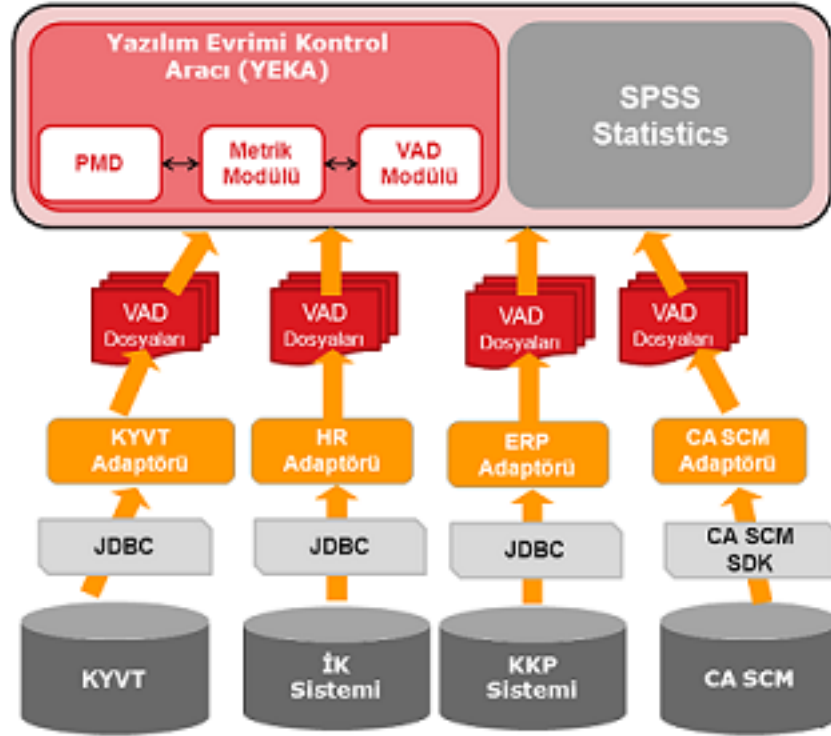 Yazılım Evrimi Kontrol
Aracı (YEKA)
SPSS
Statistics
PMD
Metrik
Modülü
VAD
Modülü
VAD
Dosyaları
VAD
Dosyaları
VAD
Dosyaları
VAD
Dosyaları
KYVT
Adaptörü
HR
Adaptörü
ERP
Adaptörü
CA SCM
Adaptörü
JDBC
JDBC
JDBC
CA SCM
SDK
KYVT
İK
Sistemi
KKP
Sistemi
CA SCM